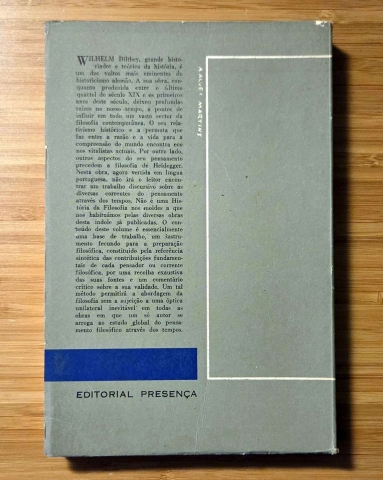 WILHELM Dilthey, grande histo-
riador e teórico da história, é
um dos vultos mais eminentes do
historicismo alemão. A sua obra, con-
quanto produzida entre o último
quartel do século XIX e os primeiros
anos deste século, deixou profundas
raízes no nosso tempo, a pontos de
influir em todo um vasto sector da
filosofia contemporânea. O seu rela-
tivismo histórico e a permuta que
faz entre a razão e a vida para a
compreensão do mundo encontra eco
nos vitalistas actuais. Por outro lado,
outros aspectos do seu pensamento
precedem a filosofia de Heidegger.
Nesta obra, agora vertida em língua
portuguesa, não irá o leitor encon-
trar um trabalho discursivo sobre as
diversas correntes do pensamento
através dos tempos. Não é uma His-
tória da Filosofia nos moldes a que
nos habituámos pelas diversas obras
desta índole já publicadas. O con-
teúdo deste volume é essencialmente
uma base de trabalho, um instru-
mento fecundo para a preparação
filosófica, constituído pela referência
sintética das contribuições fundamen-
tais de cada pensador ou corrente
filosófica, por uma recolha exaustiva
das suas fontes e um comentário
crítico sobre a sua validade. Um tal
método permitirá a abordagem da
filosofia sem a sujeição a uma óptica
unilateral inevitável em todas as
obras em que um só autor se
arroga ao estudo global do pensa-
mento filosófico através dos tempos.
EDITORIAL PRESENÇA
MARTINS